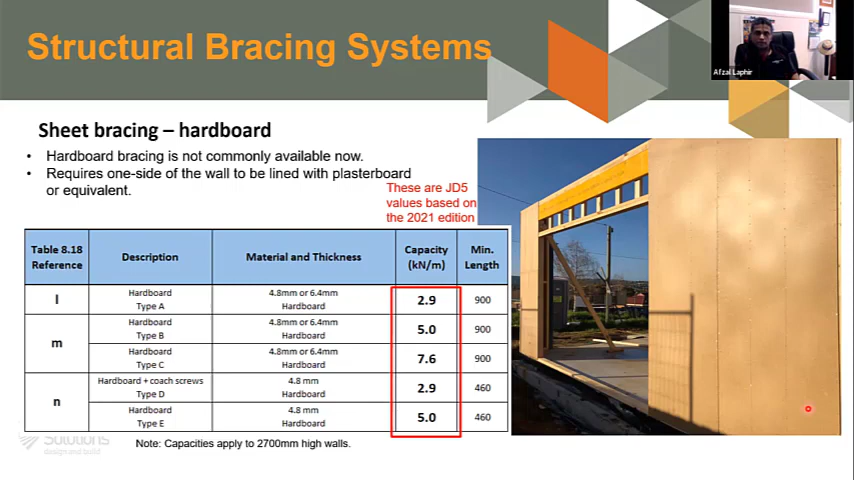 Structural Bracing Systems
Afzal Laphir
Sheet bracing – hardboard
• Hardboard bracing is not commonly available now.
• Requires one-side of the wall to be lined with plasterboard
or equivalent.
These are JD5
values based on
the 2021 edition
Table 8.18 Reference Description Material and Thickness Capacity (kN/m) Min. Length
l Hardboard Type A 4.8mm or 6.4mm Hardboard 2.9 900
m Hardboard Type B 4.8mm or 6.4mm Hardboard 5.0 900
Hardboard Type C 4.8mm or 6.4mm Hardboard 7.6 900
n Hardboard + coach screws Type D 4.8 mm Hardboard 2.9 460
Hardboard Type E 4.8 mm Hardboard 5.0 460
Solutions
design and build
Note: Capacities apply to 2700mm high walls.